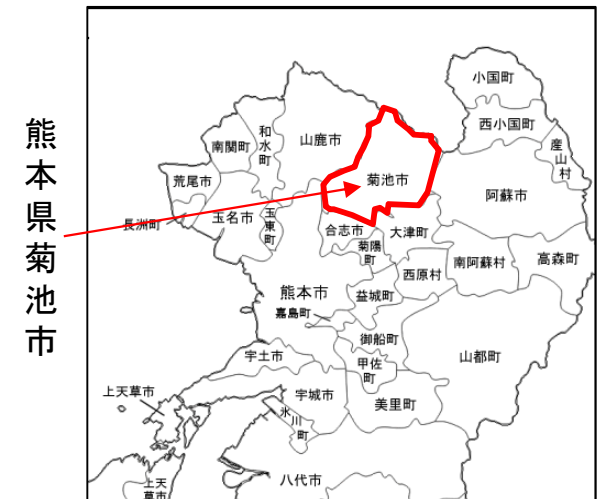 熊本県菊池市
小国町
西小国町
産山村
和水町
山鹿市
南関町
荒尾市
菊池市
阿蘇市
長洲町
玉名市
玉東町
合志市
大津町
菊陽町
西原村
南阿蘇村
高森町
熊本市
益城町
嘉島町
御船町
宇土市
甲佐町
山都町
上天草市
宇城市
氷川町
美里町
八代市
上天草市